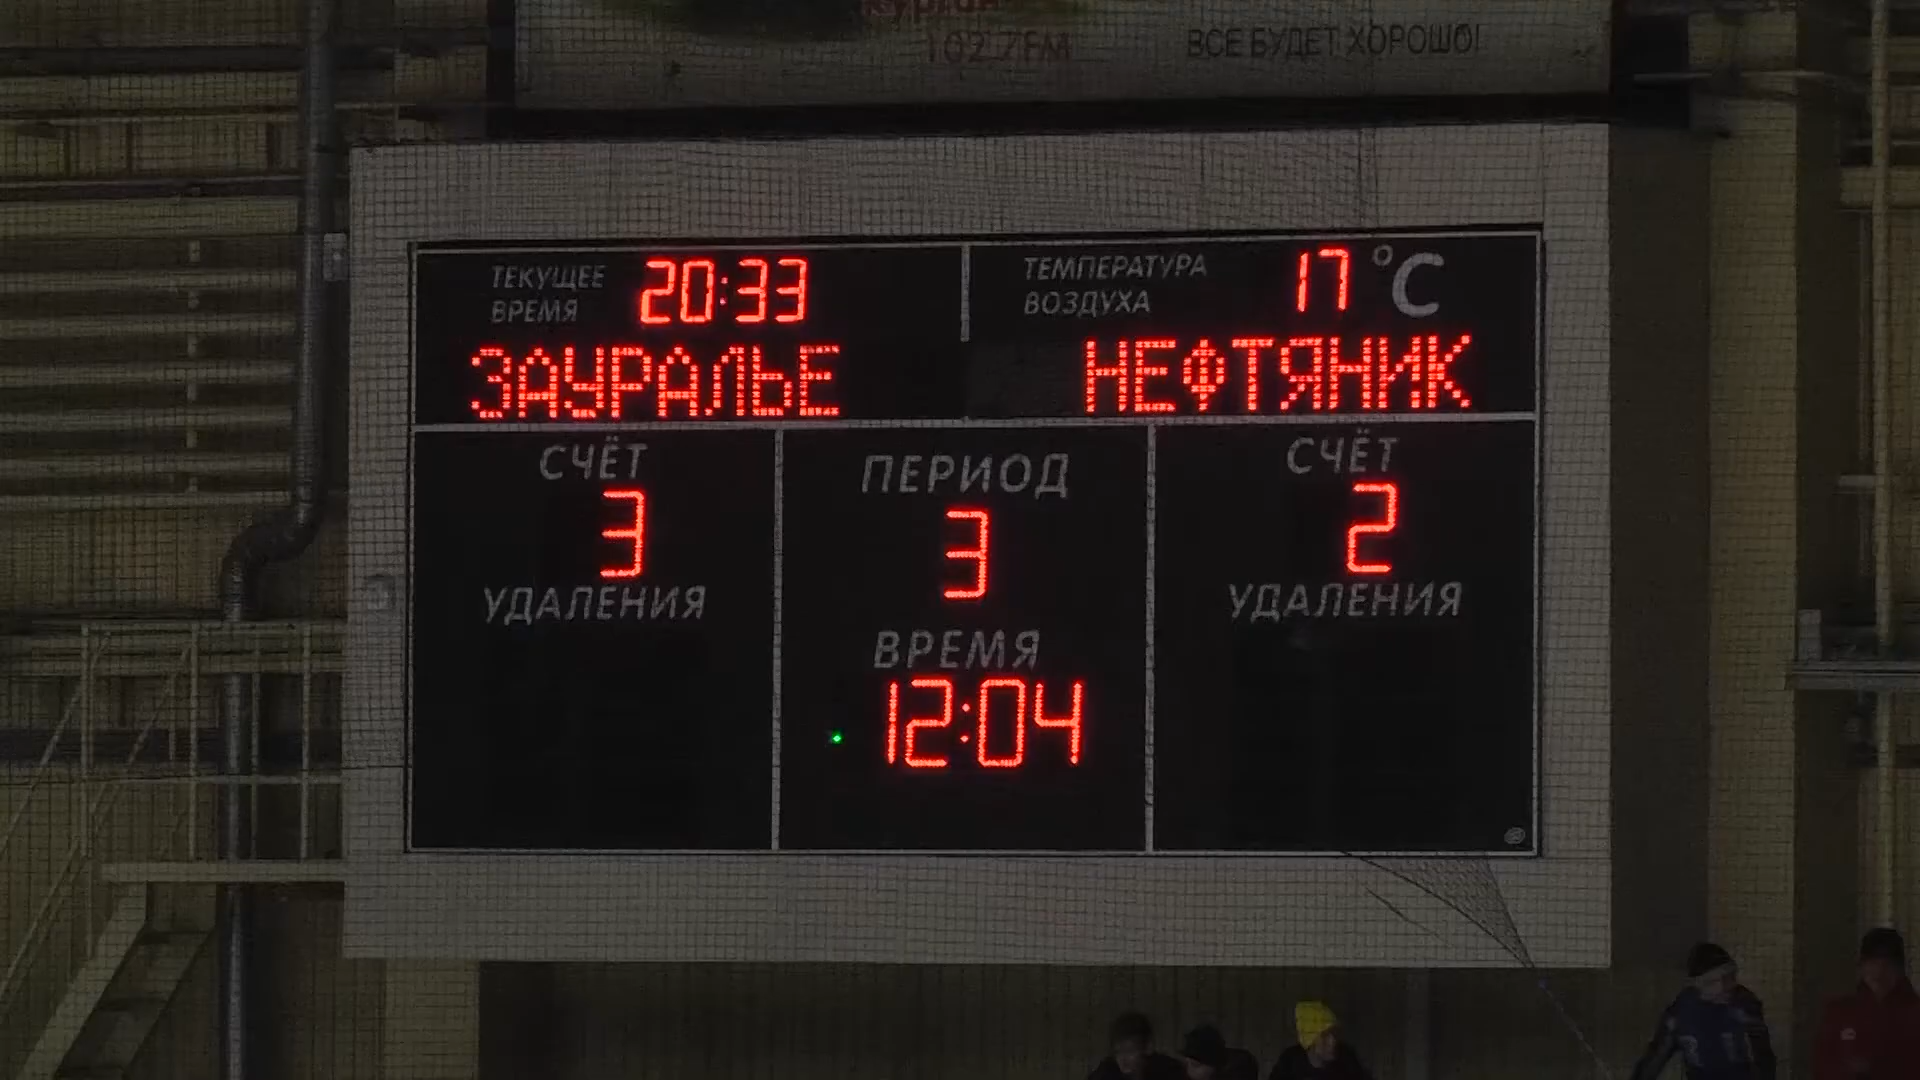 102.7FM ВСЕ БУДЕТ ХОРОШО!
ТЕКУЩЕЕ ВРЕМЯ 20:33
ТЕМПЕРАТУРА ВОЗДУХА 17 °C
ЗАУРАЛЬЕ НЕФТЯНИК
СЧЁТ
3
УДАЛЕНИЯ
ПЕРИОД
3
ВРЕМЯ
12:04
СЧЁТ
2
УДАЛЕНИЯ